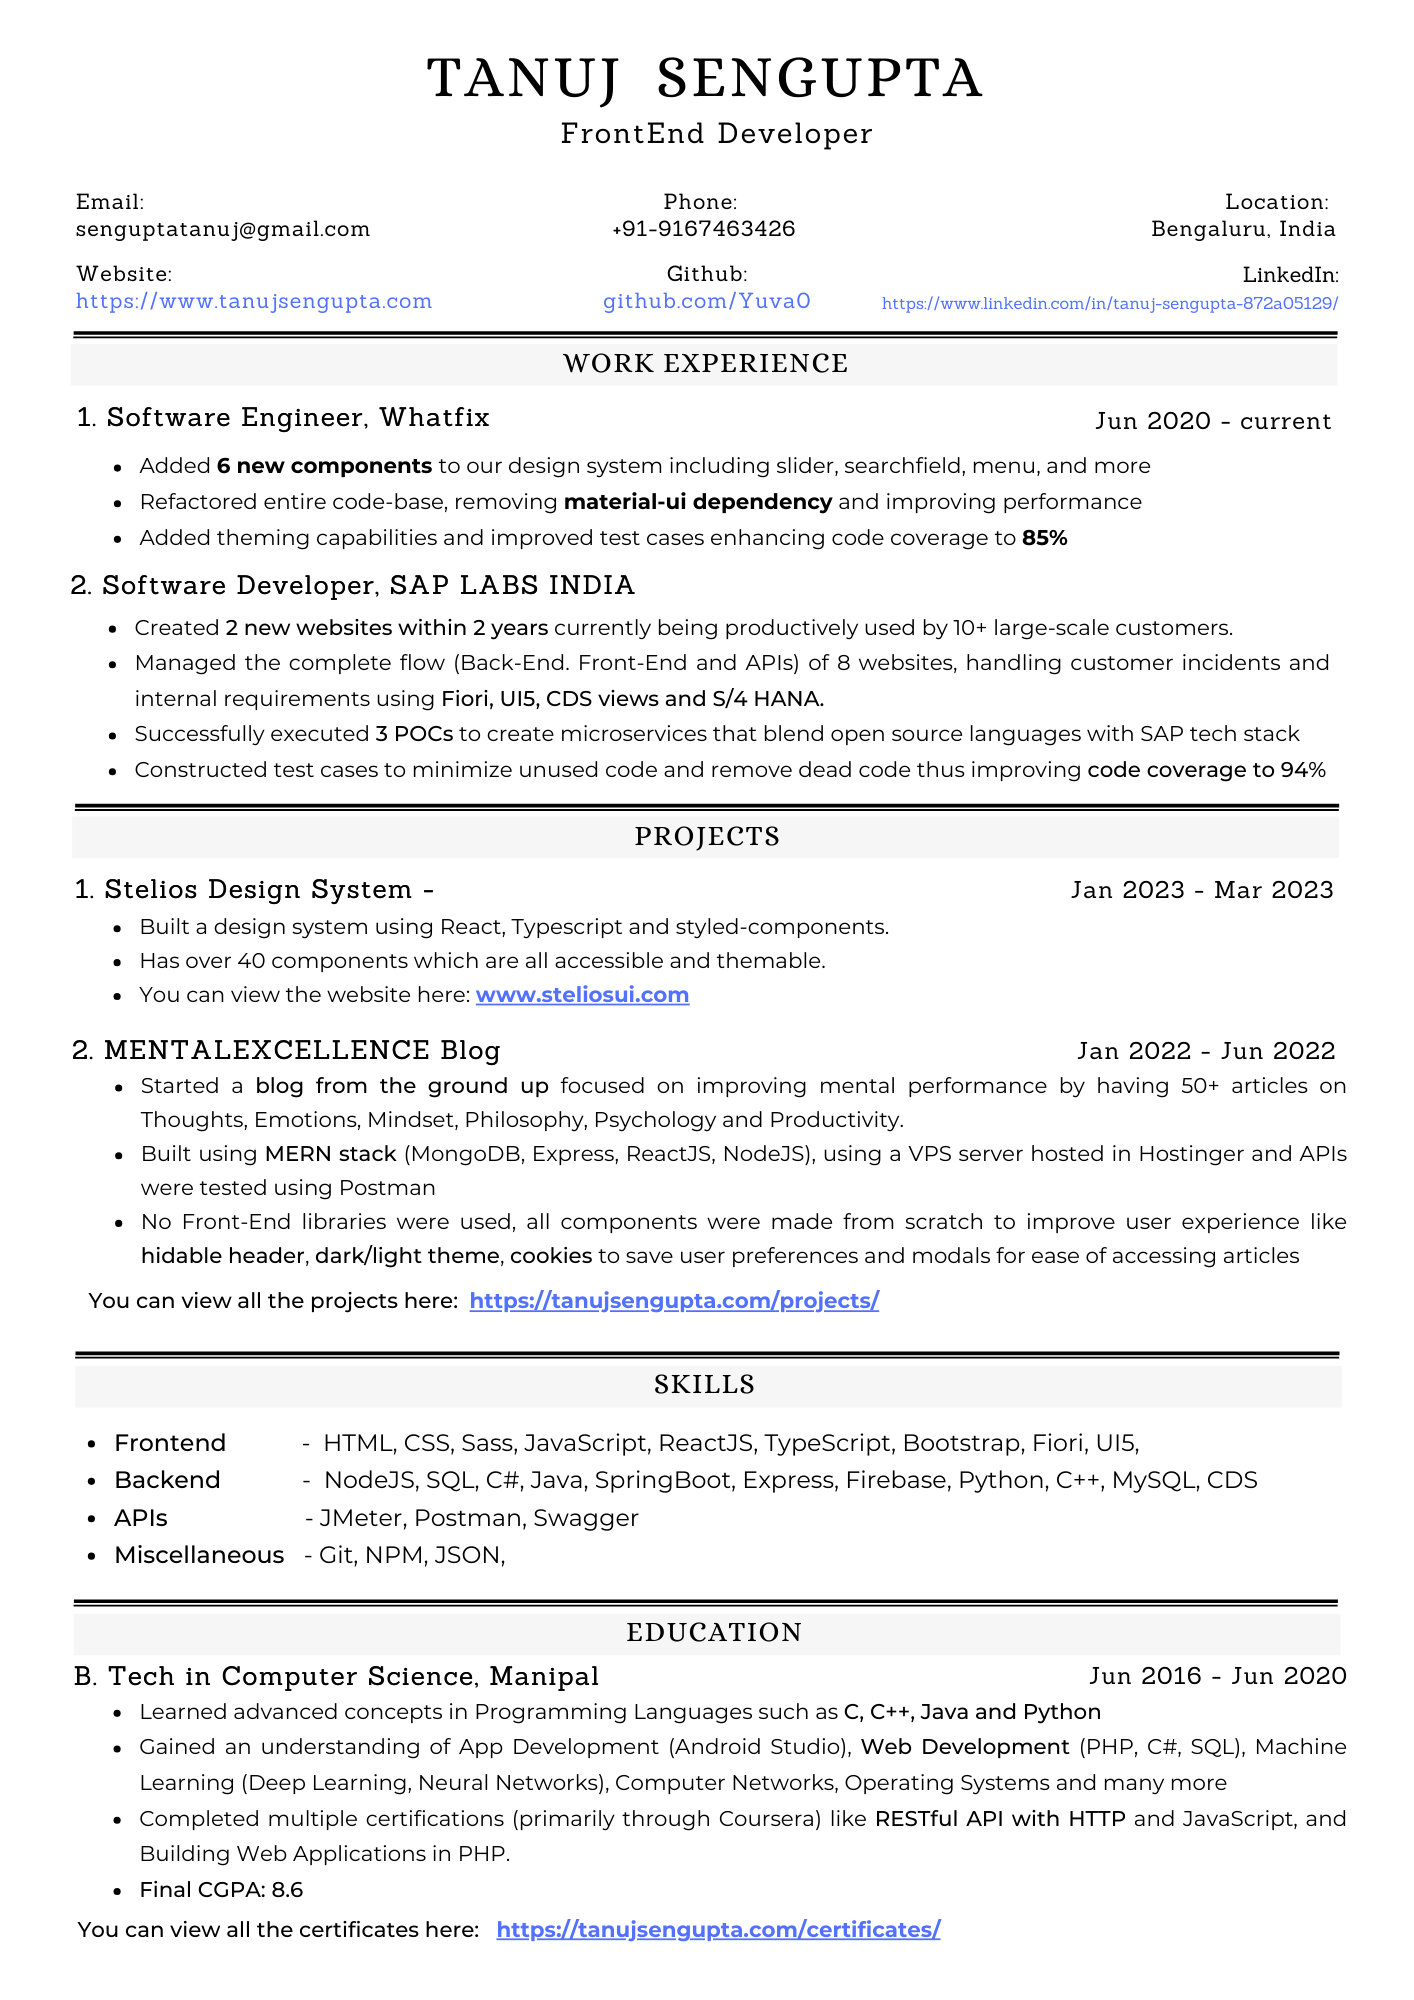 TANUJ SENGUPTA
FrontEnd Developer
Email:
senguptatanuj@gmail.com
Phone:
+91-9167463426
Location:
Bengaluru, India
Website:
https://www.tanujsengupta.com
Github:
github.com/Yuva0
LinkedIn:
https://www.linkedin.com/in/tanuj-sengupta-872a05129/
WORK EXPERIENCE
1. Software Engineer, Whatfix Jun 2020 - current
• Added 6 new components to our design system including slider, searchfield, menu, and more
• Refactored entire code-base, removing material-ui dependency and improving performance
• Added theming capabilities and improved test cases enhancing code coverage to 85%
2. Software Developer, SAP LABS INDIA
• Created 2 new websites within 2 years currently being productively used by 10+ large-scale customers.
• Managed the complete flow (Back-End. Front-End and APIs) of 8 websites, handling customer incidents and
internal requirements using Fiori, UI5, CDS views and S/4 HANA.
• Successfully executed 3 POCs to create microservices that blend open source languages with SAP tech stack
• Constructed test cases to minimize unused code and remove dead code thus improving code coverage to 94%
PROJECTS
1. Stelios Design System - Jan 2023 - Mar 2023
• Built a design system using React, Typescript and styled-components.
• Has over 40 components which are all accessible and themable.
• You can view the website here: www.steliosui.com
2. MENTALEXCELLENCE Blog Jan 2022 - Jun 2022
• Started a blog from the ground up focused on improving mental performance by having 50+ articles on
Thoughts, Emotions, Mindset, Philosophy, Psychology and Productivity.
• Built using MERN stack (MongoDB, Express, ReactJS, NodeJS), using a VPS server hosted in Hostinger and APIs
were tested using Postman
• No Front-End libraries were used, all components were made from scratch to improve user experience like
hidable header, dark/light theme, cookies to save user preferences and modals for ease of accessing articles
You can view all the projects here: https://tanujsengupta.com/projects/
SKILLS
• Frontend - HTML, CSS, Sass, JavaScript, ReactJS, TypeScript, Bootstrap, Fiori, UI5,
• Backend - NodeJS, SQL, C#, Java, SpringBoot, Express, Firebase, Python, C++, MySQL, CDS
• APIs - JMeter, Postman, Swagger
• Miscellaneous - Git, NPM, JSON,
EDUCATION
B. Tech in Computer Science, Manipal Jun 2016 - Jun 2020
• Learned advanced concepts in Programming Languages such as C, C++, Java and Python
• Gained an understanding of App Development (Android Studio), Web Development (PHP, C#, SQL), Machine
Learning (Deep Learning, Neural Networks), Computer Networks, Operating Systems and many more
• Completed multiple certifications (primarily through Coursera) like RESTful API with HTTP and JavaScript, and
Building Web Applications in PHP.
• Final CGPA: 8.6
You can view all the certificates here: https://tanujsengupta.com/certificates/